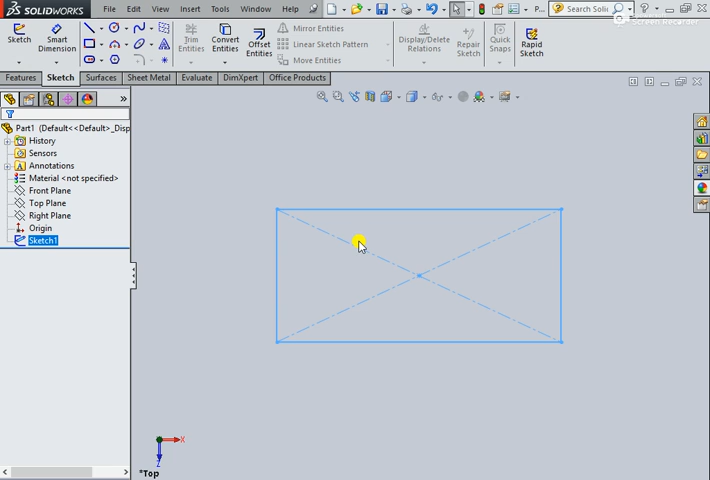 SOLIDWORKS File Edit View Insert Tools Window Help Search Soli
Screen Recorder
Sketch Smart Dimension Trim Entities Convert Entities Offset Entities Mirror Entities Linear Sketch Pattern Move Entities Display/Delete Relations Repair Sketch Quick Snaps Rapid Sketch
Features Sketch Surfaces Sheet Metal Evaluate DimXpert Office Products
Part1 (Default<<Default>_Disp
History
Sensors
Annotations
Material <not specified>
Front Plane
Top Plane
Right Plane
Origin
Sketch1
X
Z
*Top